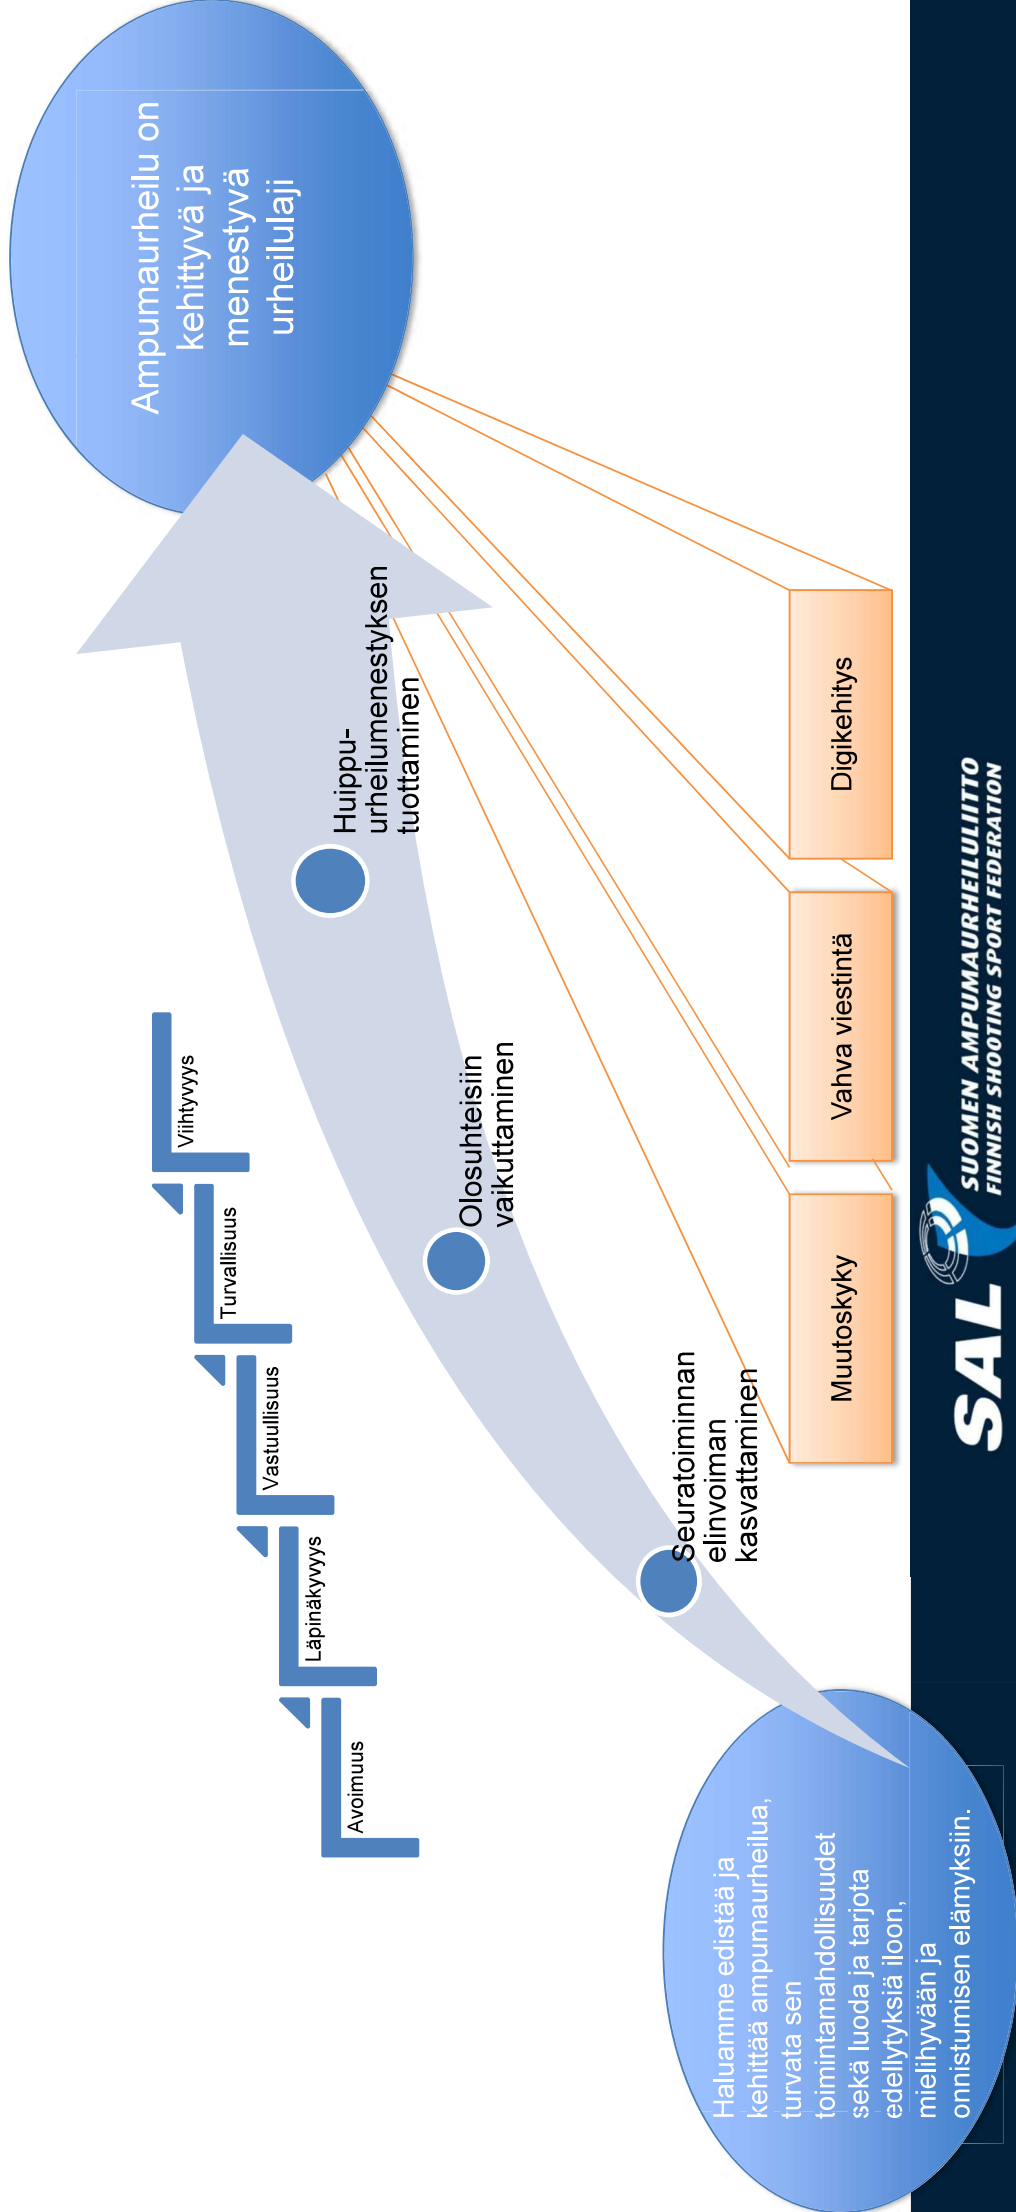 Ampumaurheilu on
kehittyvä ja
menestyvä
urheilulaji
Viihtyvyys
Turvallisuus
Vastuullisuus
Läpinäkyvyys
Avoimuus
Huippu-
urheilumenestyksen
tuottaminen
Olosuhteisiin
vaikuttaminen
Seuratoiminnan
elinvoiman
kasvattaminen
Haluamme edistää ja
kehittää ampumaurheilua,
turvata sen
toimintamahdollisuudet
sekä luoda ja tarjota
edellytyksiä iloon,
mielihyvään ja
onnistumisen elämyksiin.
Muutoskyky
Vahva viestintä
Digikehitys
SAL
SUOMEN AMPUMAURHEILULIITTO
FINNISH SHOOTING SPORT FEDERATION